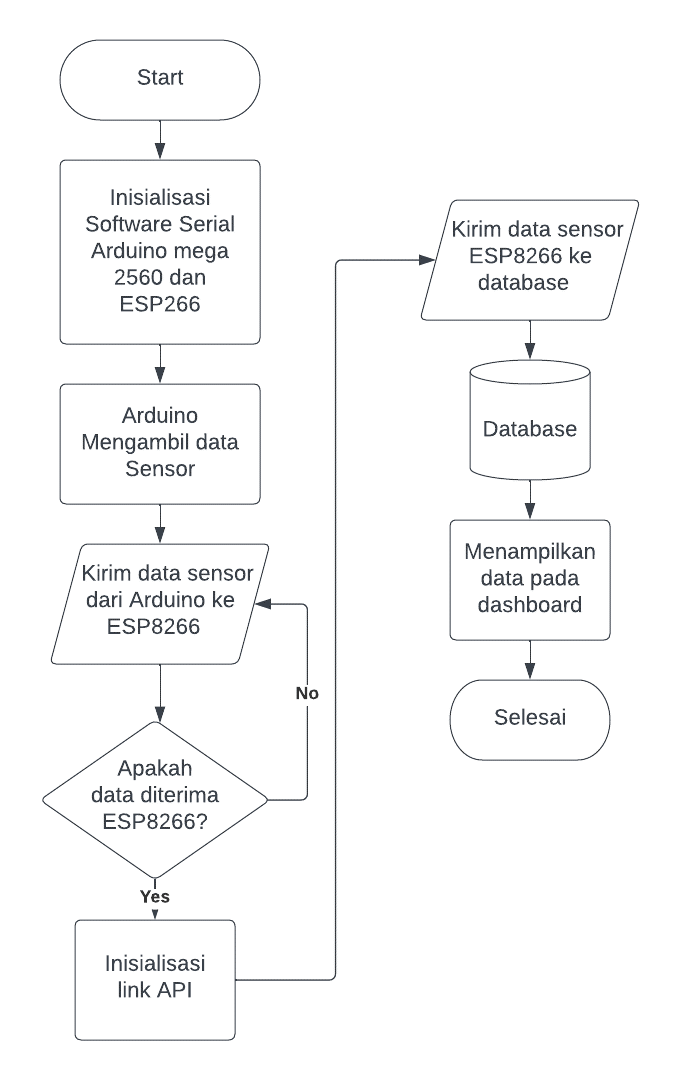 Start
Inisialisasi
Software Serial
Arduino mega
2560 dan
ESP266
Arduino
Mengambil data
Sensor
Kirim data sensor
dari Arduino ke
ESP8266
No
Apakah
data diterima
ESP8266?
Yes
Inisialisasi
link API
Kirim data sensor
ESP8266 ke
database
Database
Menampilkan
data pada
dashboard
Selesai